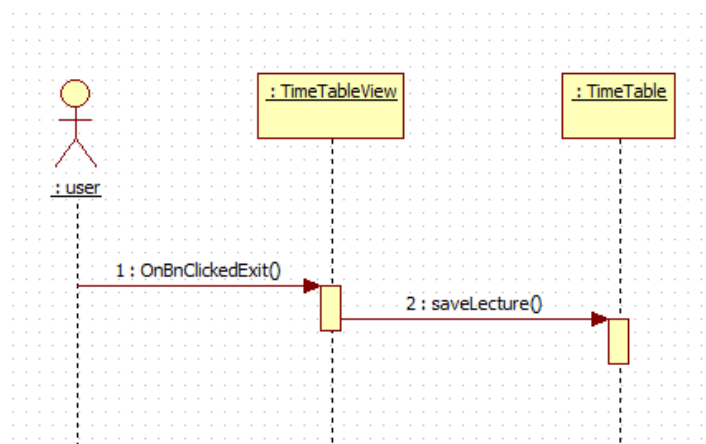 : TimeTableView
: TimeTable
: user
1 : OnBnClickedExit()
2 : saveLecture()